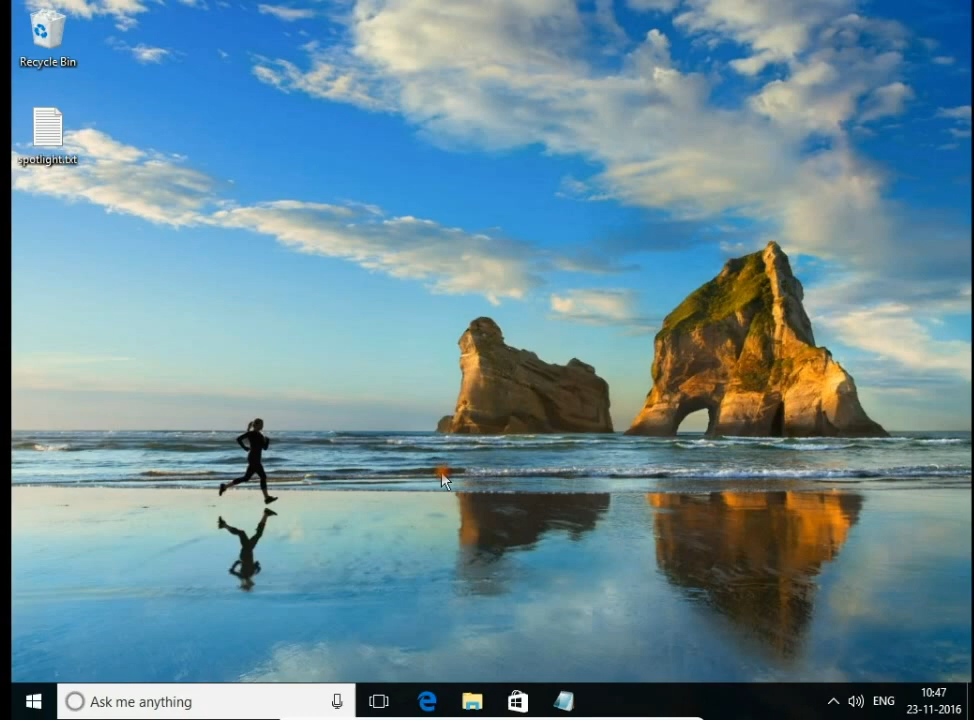 Recycle Bin
spotlight.txt
Ask me anything
ENG
10:47
23-11-2016